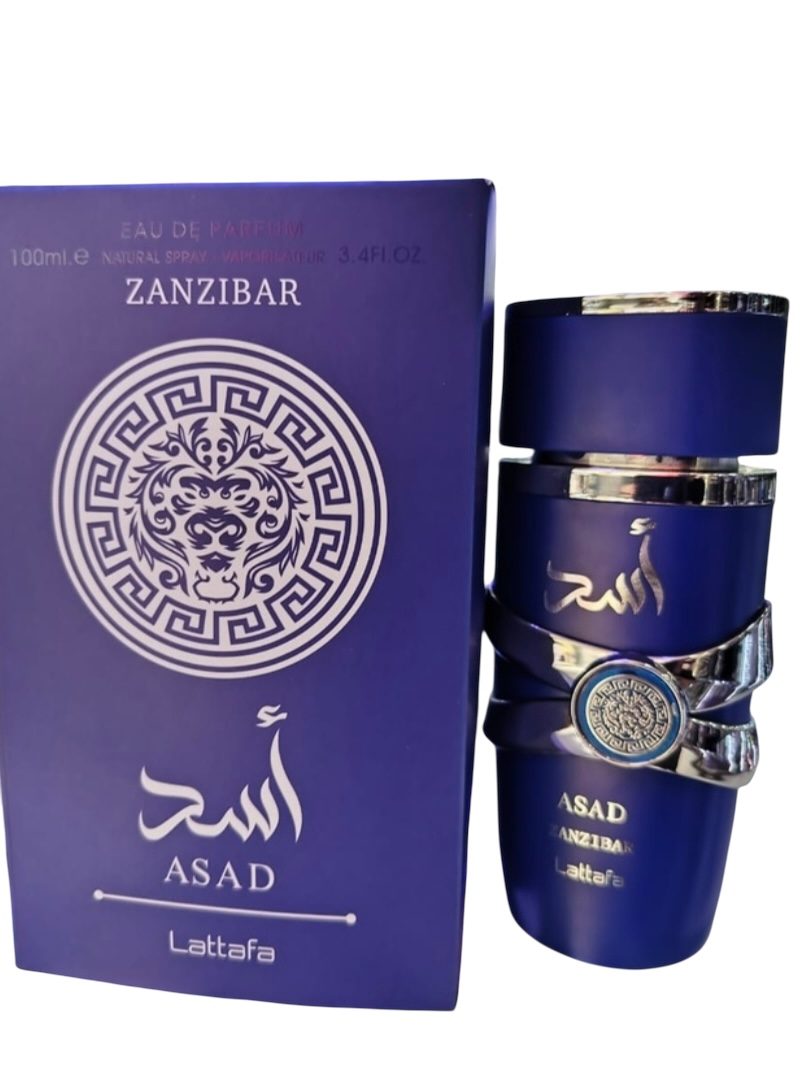 EAU DE PARFUM
100ml.e NATURAL SPRAY - VAPORISATEUR 3.4Fl.OZ.
ZANZIBAR
أسد
ASAD
Lattafa
أسد
ASAD
ZANZIBAR
Lattafa